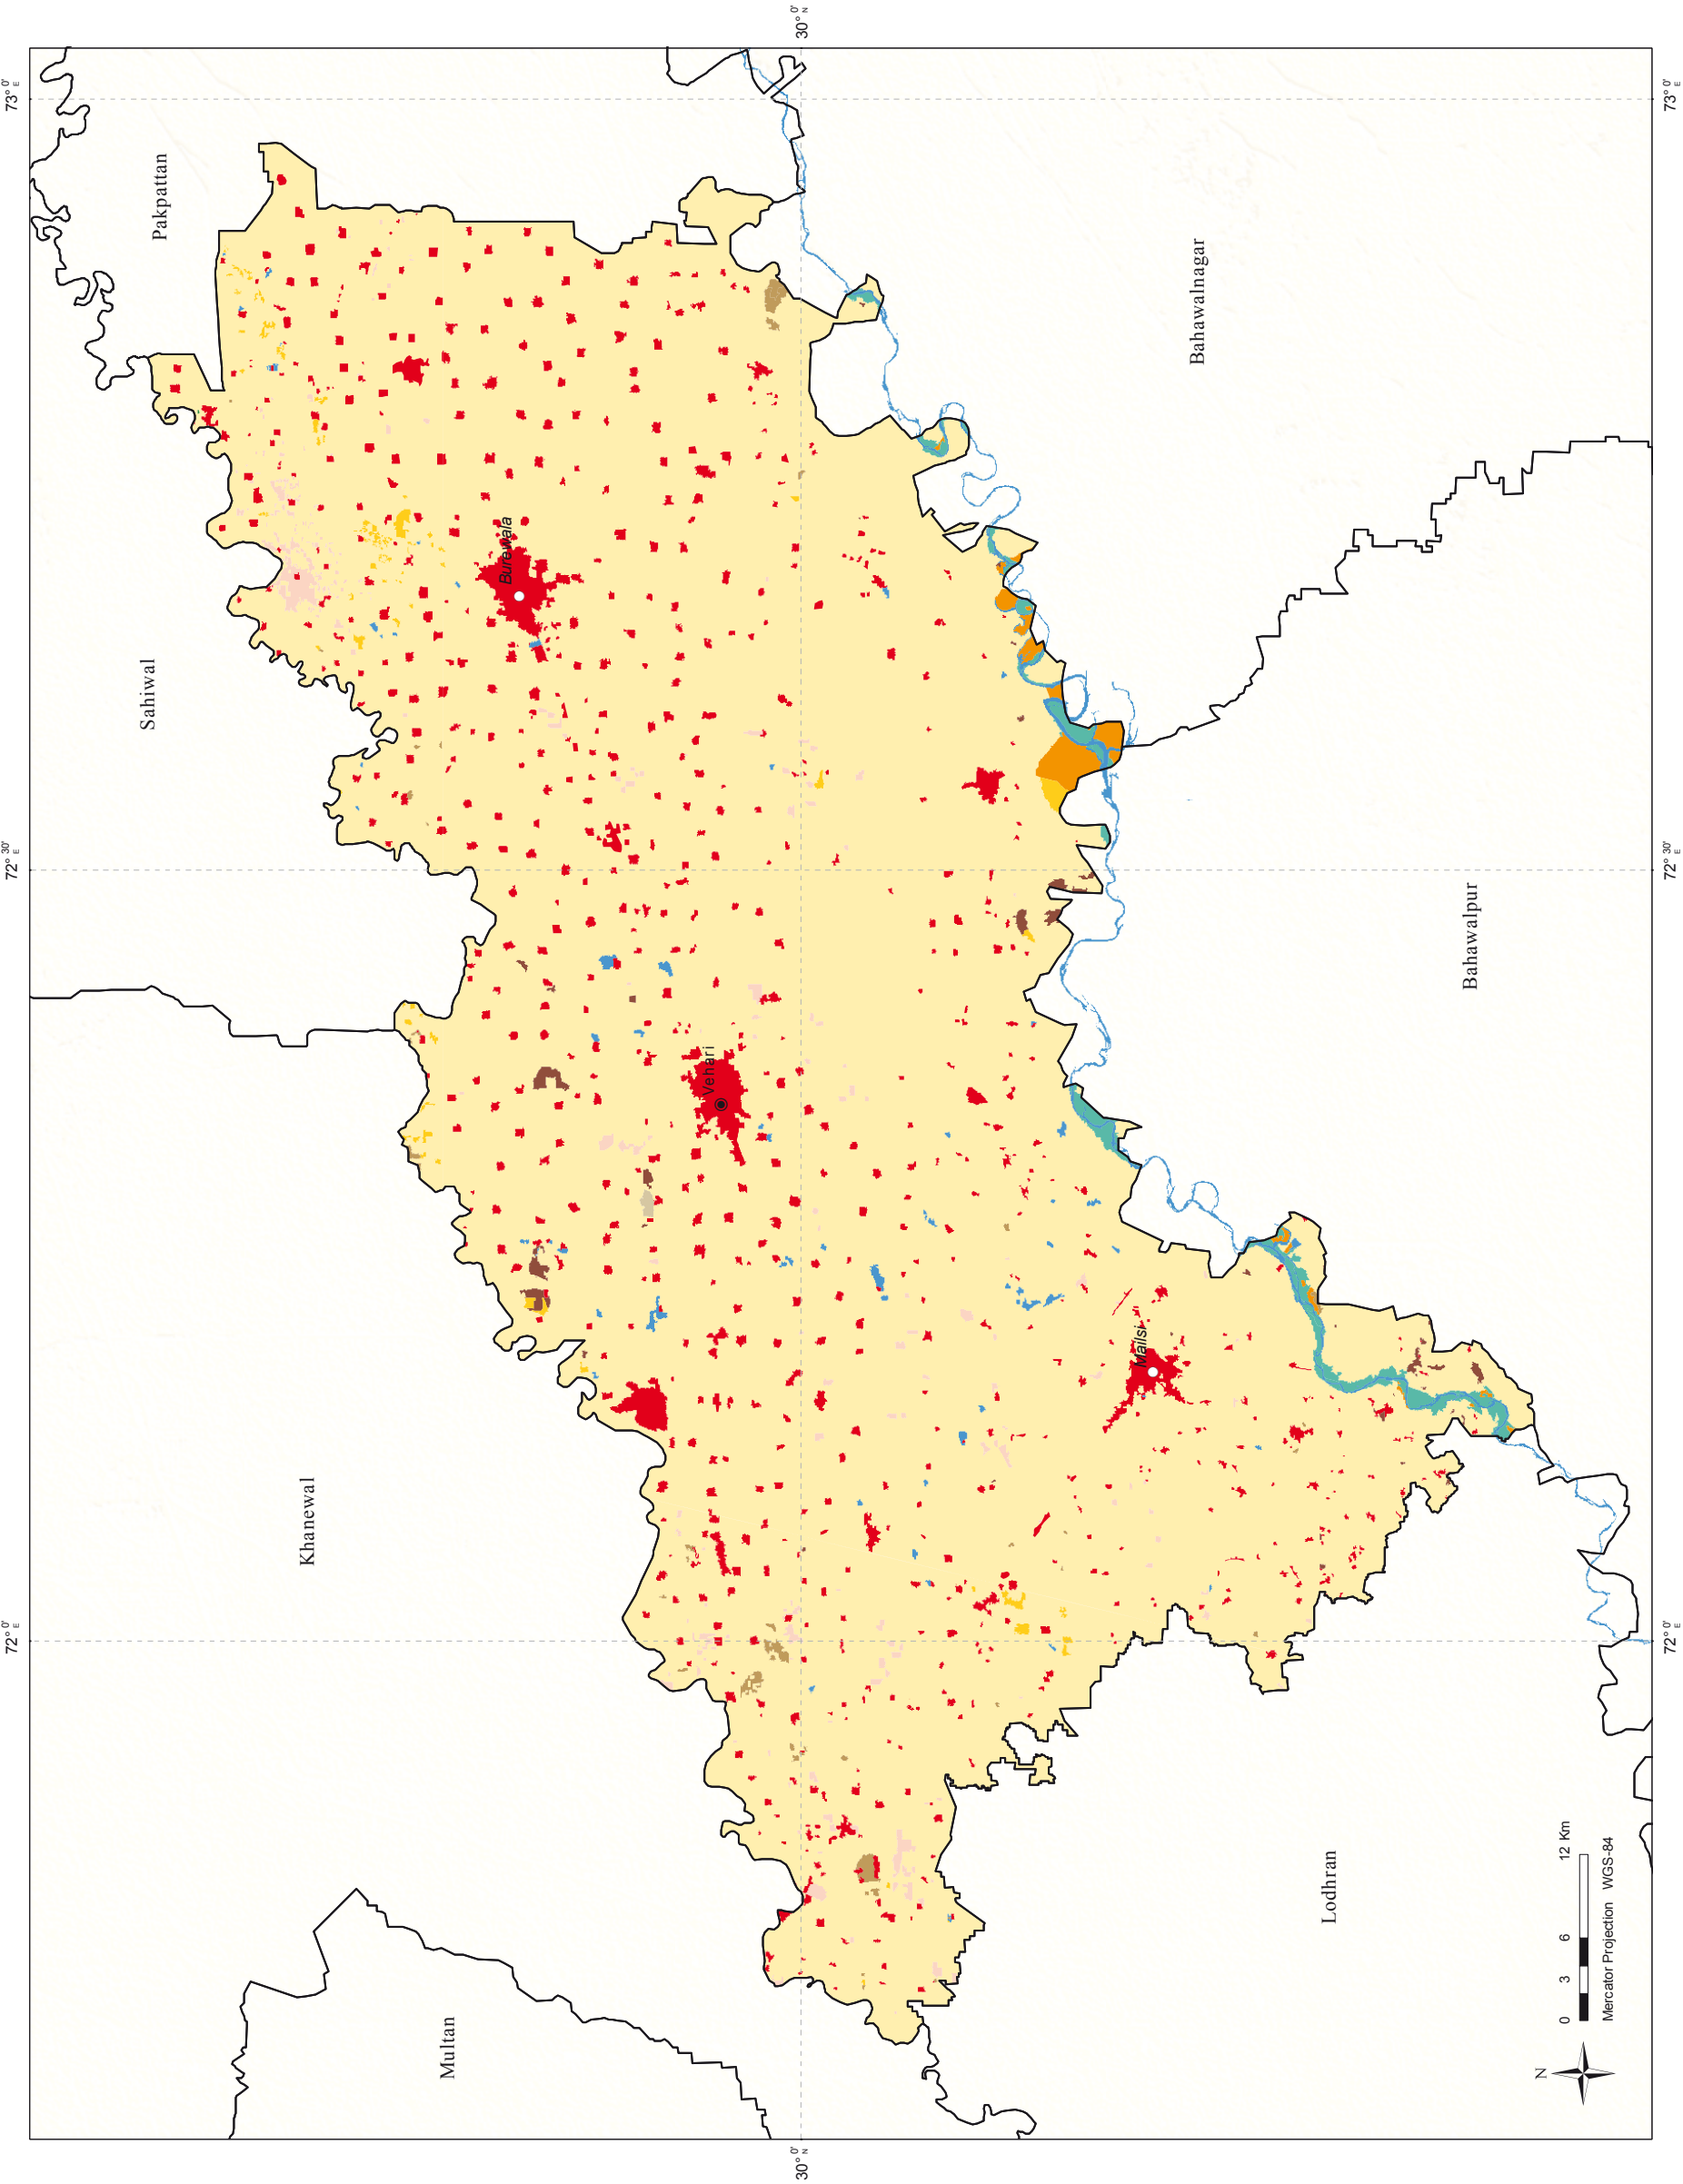 72° 0' E
72° 30' E
73° 0' E
30° 0' N
30° 0' N
Multan
Khanewal
Sahiwal
Pakpattan
Burewala
Vehari
Mailsi
Bahawalnagar
Bahawalpur
Lodhran
N
0 3 6 12 Km
Mercator Projection WGS-84
72° 0' E
72° 30' E
73° 0' E